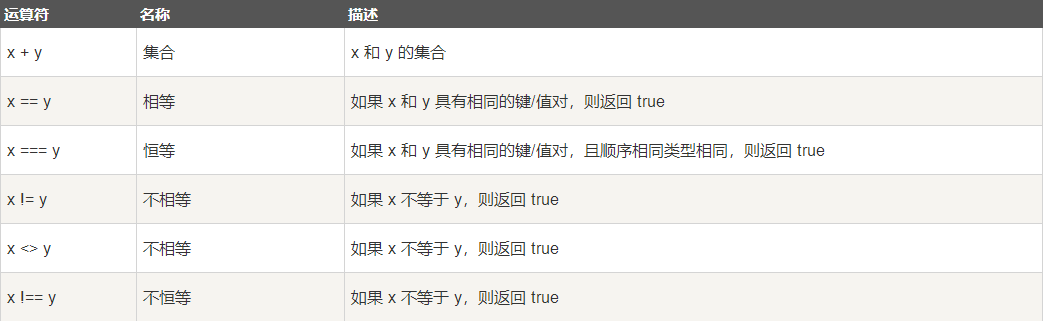 运算符 名称 描述
x + y 集合 x 和 y 的集合
x == y 相等 如果 x 和 y 具有相同的键/值对，则返回 true
x === y 恒等 如果 x 和 y 具有相同的键/值对，且顺序相同类型相同，则返回 true
x != y 不相等 如果 x 不等于 y，则返回 true
x <> y 不相等 如果 x 不等于 y，则返回 true
x !== y 不恒等 如果 x 不等于 y，则返回 true